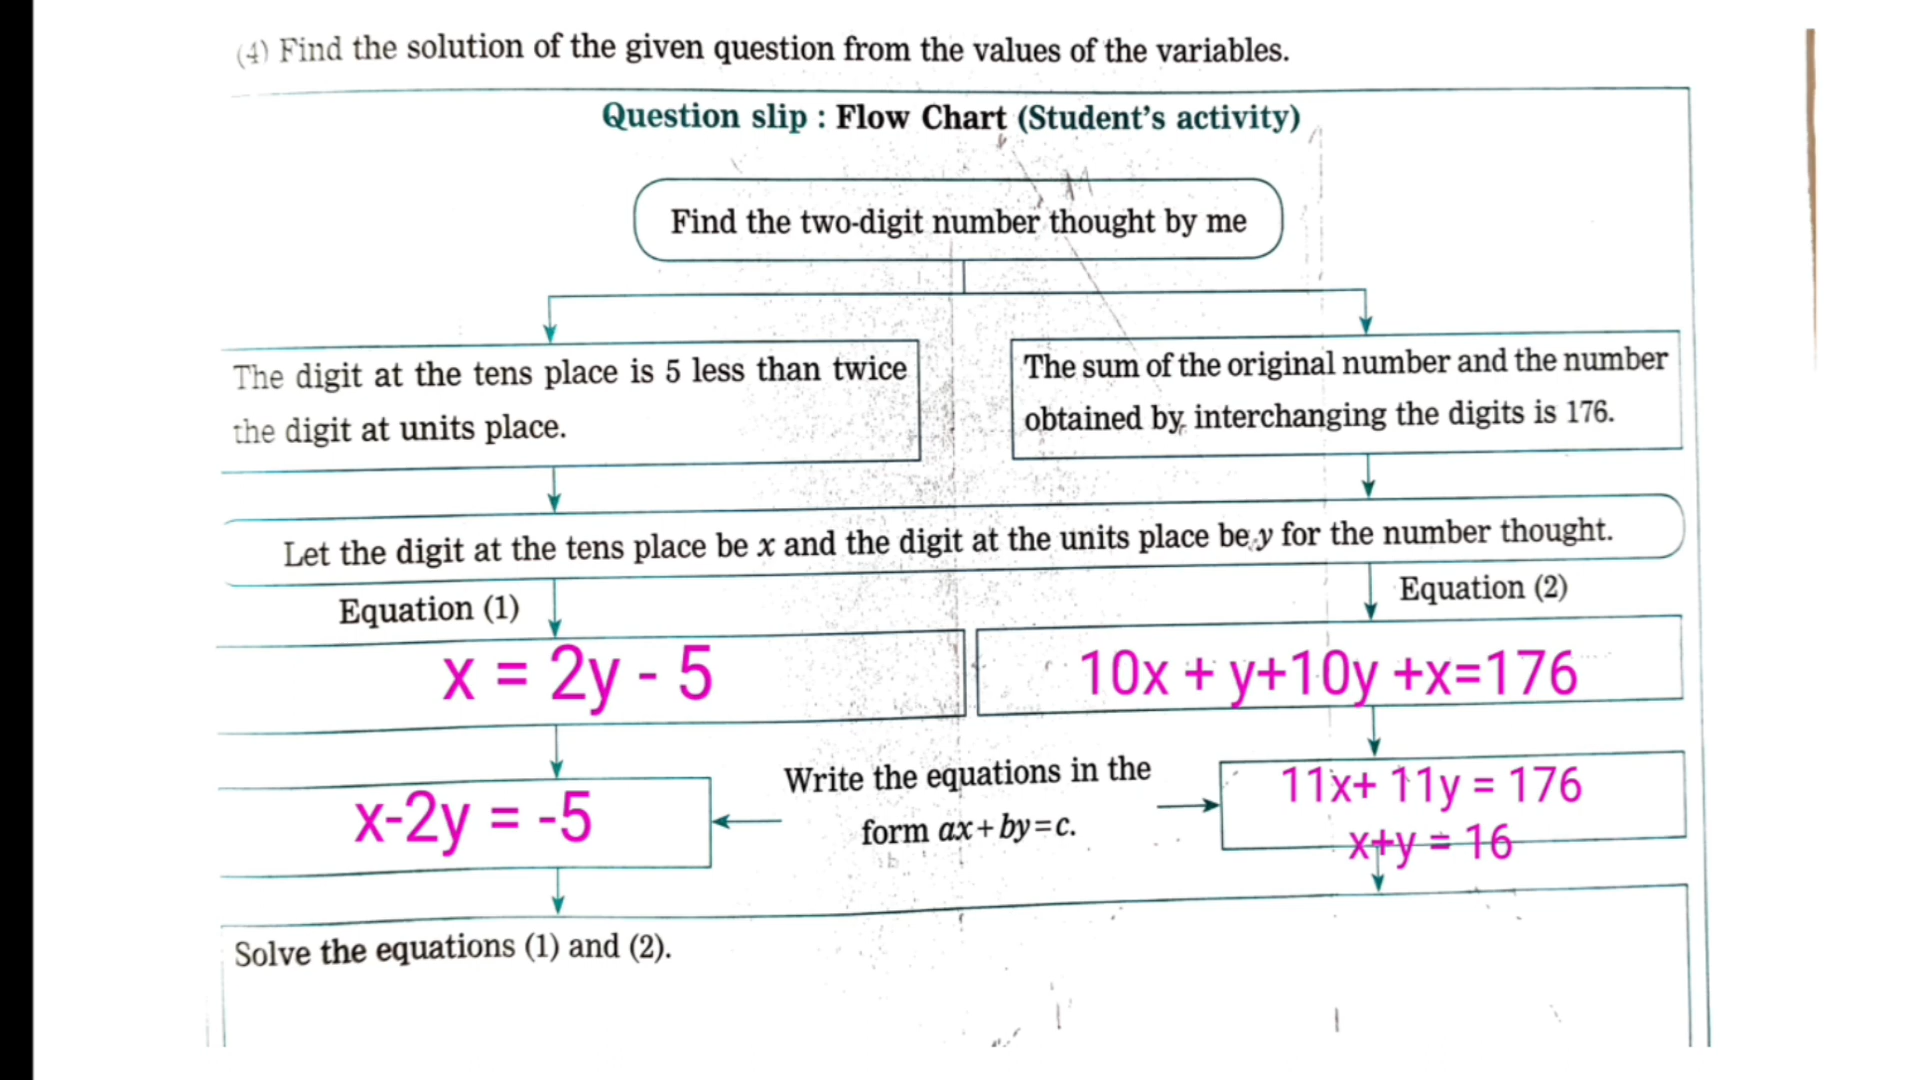 (4) Find the solution of the given question from the values of the variables.
Question slip : Flow Chart (Student's activity)
Find the two-digit number thought by me
The digit at the tens place is 5 less than twice
the digit at units place.
The sum of the original number and the number
obtained by interchanging the digits is 176.
Let the digit at the tens place be x and the digit at the units place be y for the number thought.
Equation (1)
Equation (2)
x = 2y - 5
10x + y+10y +x=176
Write the equations in the
form ax+by=c.
x-2y = -5
11x+ 11y = 176
x+y = 16
Solve the equations (1) and (2).